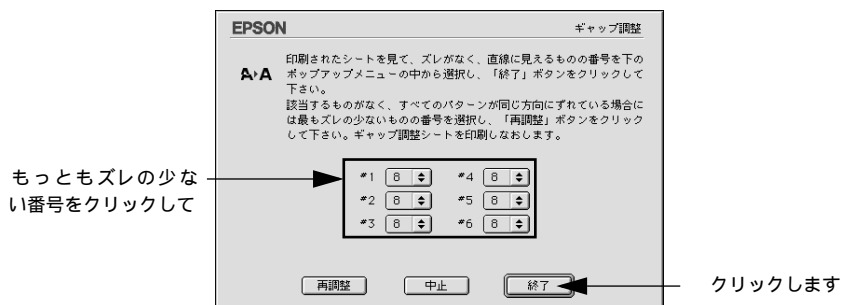 EPSON
ギャップ調整
A›A
印刷されたシートを見て、ズレがなく、直線に見えるものの番号を下の
ポップアップメニューの中から選択し、「終了」ボタンをクリックして
下さい。
該当するものがなく、すべてのパターンが同じ方向にずれている場合に
は最もズレの少ないものの番号を選択し、「再調整」ボタンをクリック
して下さい。ギャップ調整シートを印刷しなおします。
もっともズレの少な
い番号をクリックして
#1 8 #4 8
#2 8 #5 8
#3 8 #6 8
再調整 中止 終了
クリックします